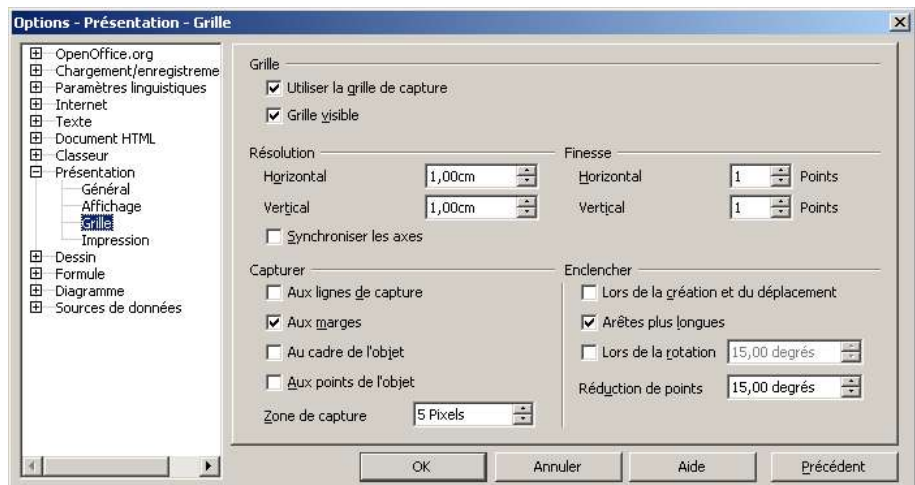 Options - Présentation - Grille
OpenOffice.org
Chargement/enregistreme
Paramètres linguistiques
Internet
Texte
Document HTML
Classeur
Présentation
Général
Affichage
Grille
Impression
Dessin
Formule
Diagramme
Sources de données
Grille
Utiliser la grille de capture
Grille visible
Résolution
Horizontal 1,00cm
Vertical 1,00cm
Synchroniser les axes
Finesse
Horizontal 1 Points
Vertical 1 Points
Capturer
Aux lignes de capture
Aux marges
Au cadre de l'objet
Aux points de l'objet
Zone de capture 5 Pixels
Enclencher
Lors de la création et du déplacement
Arêtes plus longues
Lors de la rotation 15,00 degrés
Réduction de points 15,00 degrés
OK Annuler Aide Précédent